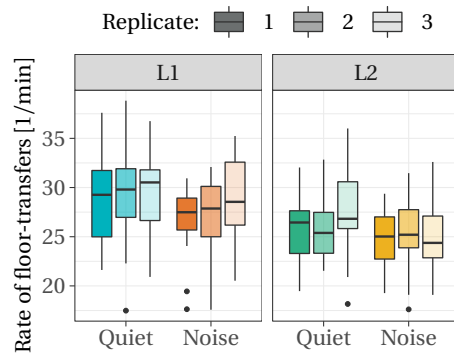 Replicate: 1 2 3
L1 L2
Rate of floor-transfers [1/min]
35
30
25
20
Quiet Noise Quiet Noise